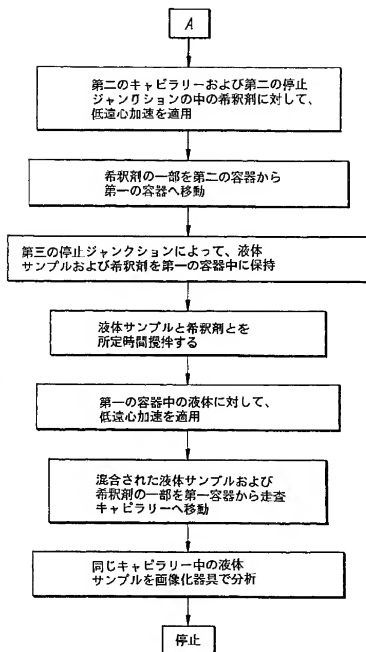 A
第二のキャピラリーおよび第二の停止
ジャンクションの中の希釈剤に対して、
低遠心加速を適用
希釈剤の一部を第二の容器から
第一の容器へ移動
第三の停止ジャンクションによって、液体
サンプルおよび希釈剤を第一の容器中に保持
液体サンプルと希釈剤とを
所定時間攪拌する
第一の容器中の液体に対して、
低遠心加速を適用
混合された液体サンプルおよび
希釈剤の一部を第一容器から走査
キャピラリーへ移動
同じキャピラリー中の液体
サンプルを画像化器具で分析
停止